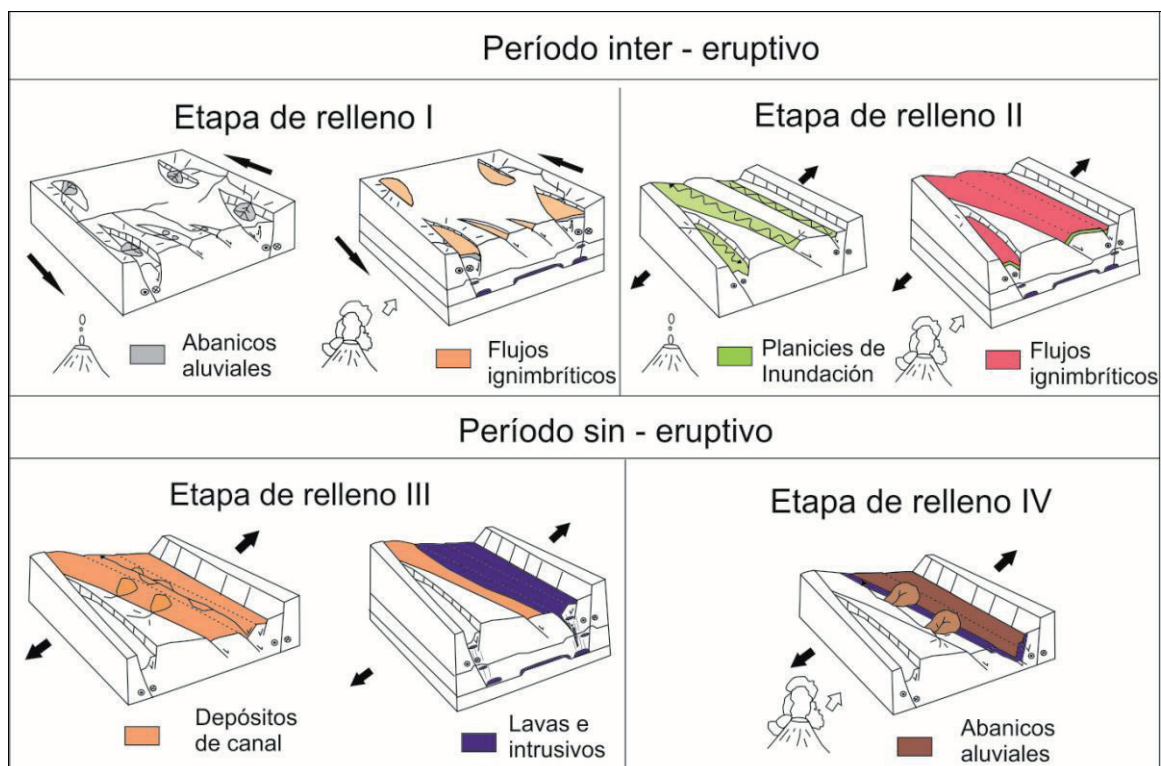 Período inter - eruptivo
Etapa de relleno I
Abanicos
aluviales
Flujos
ignimbríticos
Etapa de relleno II
Planicies de
Inundación
Flujos
ignimbríticos
Período sin - eruptivo
Etapa de relleno III
Depósitos
de canal
Lavas e
intrusivos
Etapa de relleno IV
Abanicos
aluviales